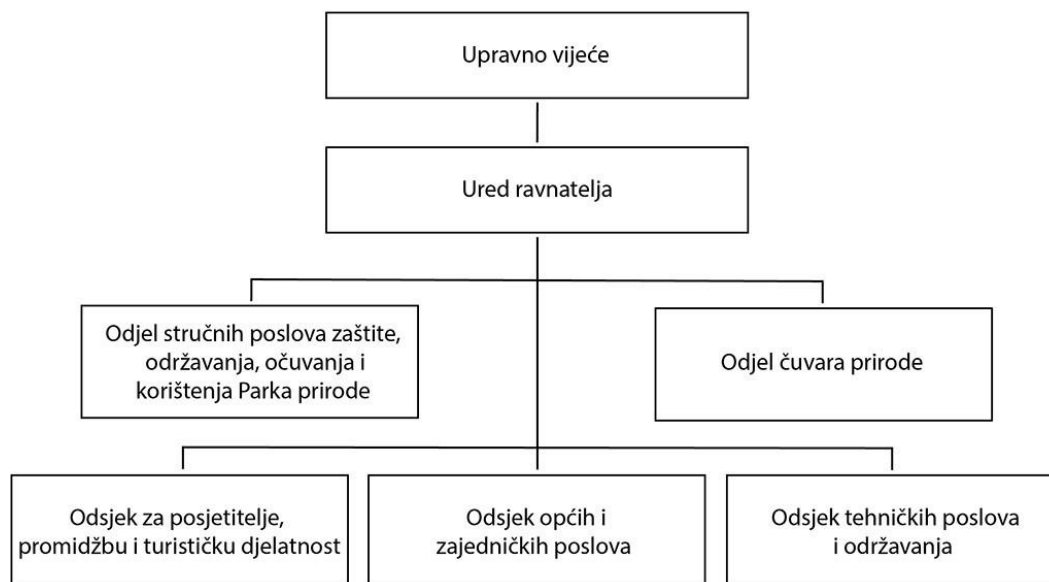 Upravno vijeće
Ured ravnatelja
Odjel stručnih poslova zaštite,
održavanja, očuvanja i
korištenja Parka prirode
Odjel čuvara prirode
Odsjek za posjetitelje,
promidžbu i turističku djelatnost
Odsjek općih i
zajedničkih poslova
Odsjek tehničkih poslova
i održavanja